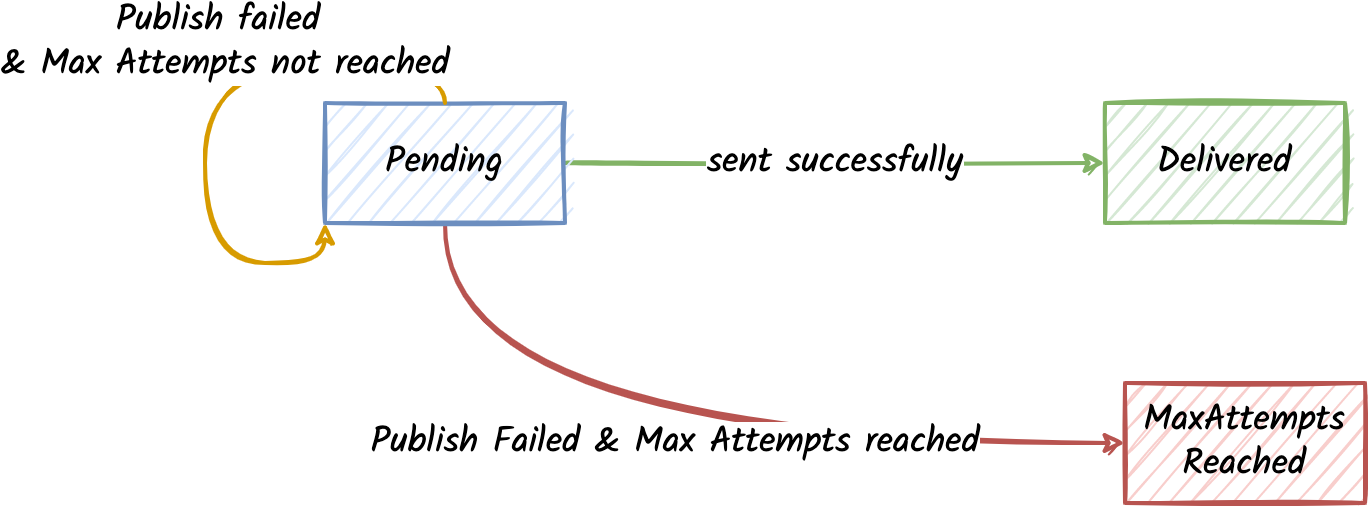 Publish failed
& Max Attempts not reached
Pending
sent successfully
Delivered
Publish Failed & Max Attempts reached
MaxAttempts
Reached